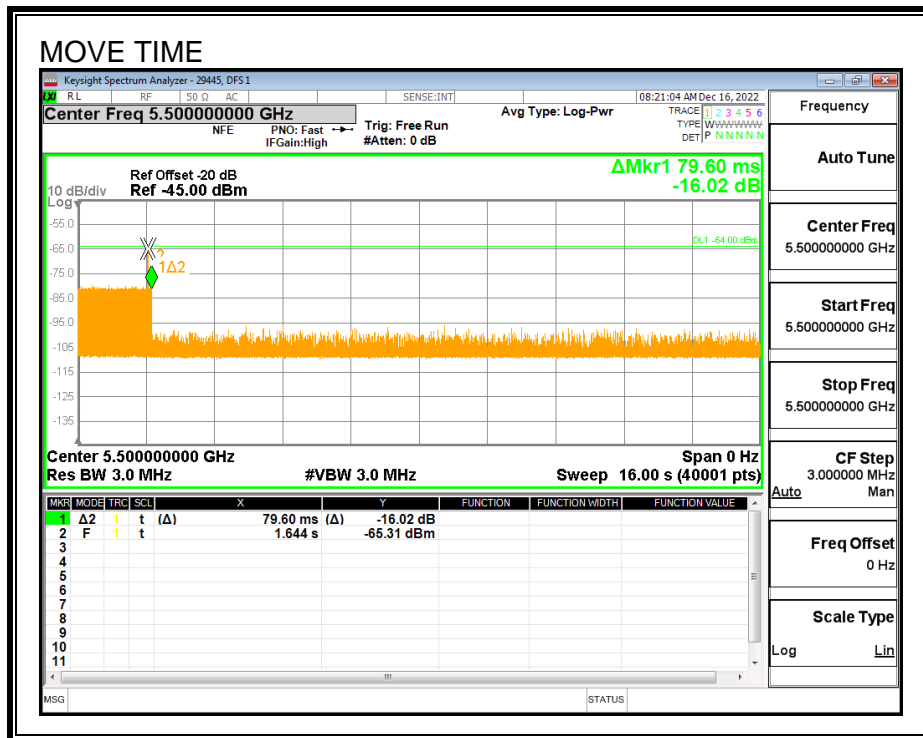 MOVE TIME
Keysight Spectrum Analyzer - 29445, DFS 1
LXI RL RF 50 Ω AC SENSE:INT 08:21:04 AM Dec 16, 2022
Center Freq 5.500000000 GHz Avg Type: Log-Pwr TRACE 1 2 3 4 5 6
NFE PNO: Fast Trig: Free Run TYPE WWWWWW
IFGain:High #Atten: 0 dB DET P N N N N N
ΔMkr1 79.60 ms
Ref Offset -20 dB
10 dB/div Ref -45.00 dBm -16.02 dB
Log
-55.0
DL1 -64.00 dBm
-65.0
2
1Δ2
-75.0
-85.0
-95.0
-105
-115
-125
-135
Center 5.500000000 GHz Span 0 Hz
Res BW 3.0 MHz #VBW 3.0 MHz Sweep 16.00 s (40001 pts)
MKR MODE TRC SCL X Y FUNCTION FUNCTION WIDTH FUNCTION VALUE
1 Δ2 1 t (Δ) 79.60 ms (Δ) -16.02 dB
2 F 1 t 1.644 s -65.31 dBm
3
4
5
6
7
8
9
10
11
MSG STATUS
Frequency
Auto Tune
Center Freq
5.500000000 GHz
Start Freq
5.500000000 GHz
Stop Freq
5.500000000 GHz
CF Step
3.000000 MHz
Auto Man
Freq Offset
0 Hz
Scale Type
Log Lin